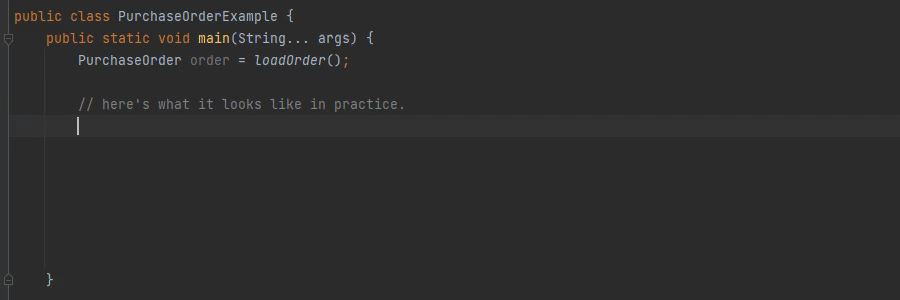 public class PurchaseOrderExample {
public static void main(String... args) {
PurchaseOrder order = loadOrder();
// here's what it looks like in practice.
}